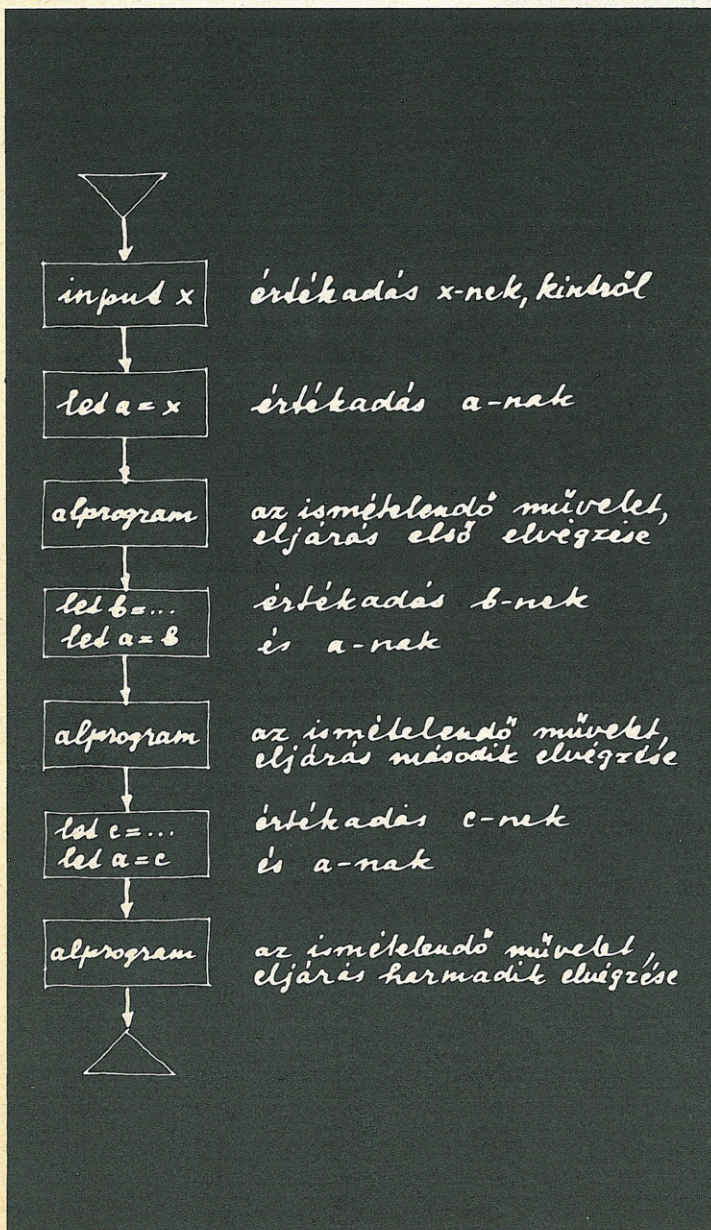 input x
értékadás x-nek, kintről
let a = x
értékadás a-nak
alprogram
az ismételendő művelet,
eljárás első elvégzése
let b = ...
let a = b
értékadás b-nek
és a-nak
alprogram
az ismételendő művelet,
eljárás második elvégzése
let c = ...
let a = c
értékadás c-nek
és a-nak
alprogram
az ismételendő művelet,
eljárás harmadik elvégzése